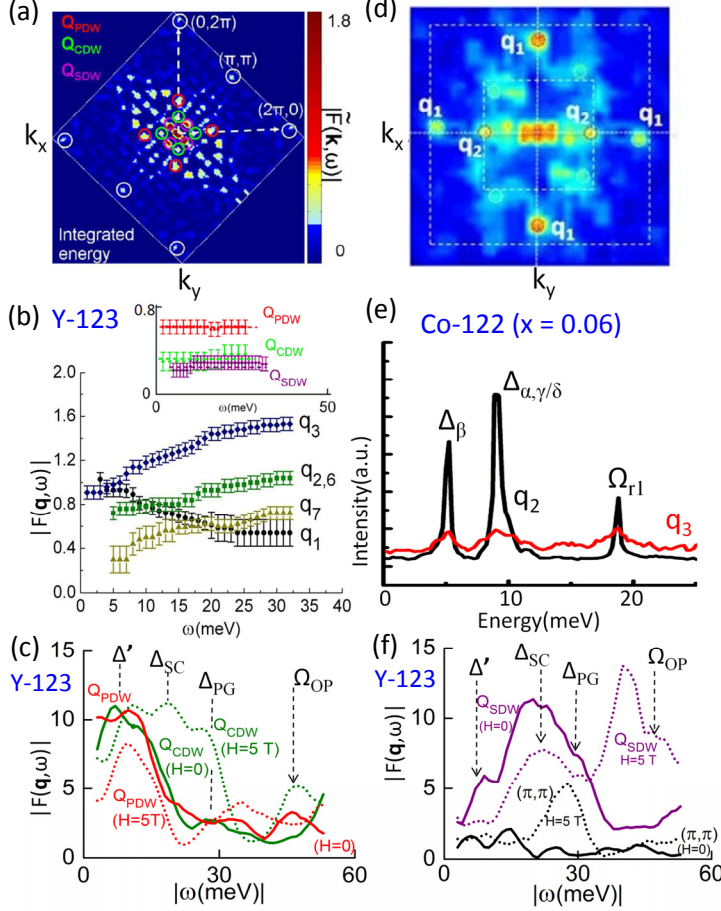 (a)
Q_PDW
Q_CDW
Q_SDW
(0,2π)
(π,π)
(2π,0)
k_x
k_y
Integrated
energy
1.8
0
|F̃(k,ω)|
(d)
q_1
q_1
q_1
q_1
q_2
q_2
k_x
k_y
(b) Y-123
0.8
0
0
50
ω(meV)
Q_PDW
Q_CDW
Q_SDW
2.0
1.6
1.2
0.8
0.4
0.0
|F(q,ω)|
q_3
q_2,6
q_7
q_1
0 5 10 15 20 25 30 35 40
ω(meV)
(e)
Co-122 (x = 0.06)
Intensity(a.u.)
Δ_β
Δ_α,γ/δ
Ω_r1
q_2
q_3
0 10 20
Energy(meV)
(c)
Y-123
15
10
5
0
|F(q,ω)|
Δ'
Δ_SC
Δ_PG
Ω_OP
Q_PDW
Q_CDW
(H=0)
Q_CDW
(H=5 T)
Q_PDW
(H=5T)
(H=0)
0 30 60
|ω(meV)|
(f)
Y-123
15
10
5
0
|F(q,ω)|
Δ'
Δ_SC
Δ_PG
Ω_OP
Q_SDW
(H=0)
Q_SDW
H=5 T
(π,π)
H=5 T
(π,π)
(H=0)
0 30 60
|ω(meV)|